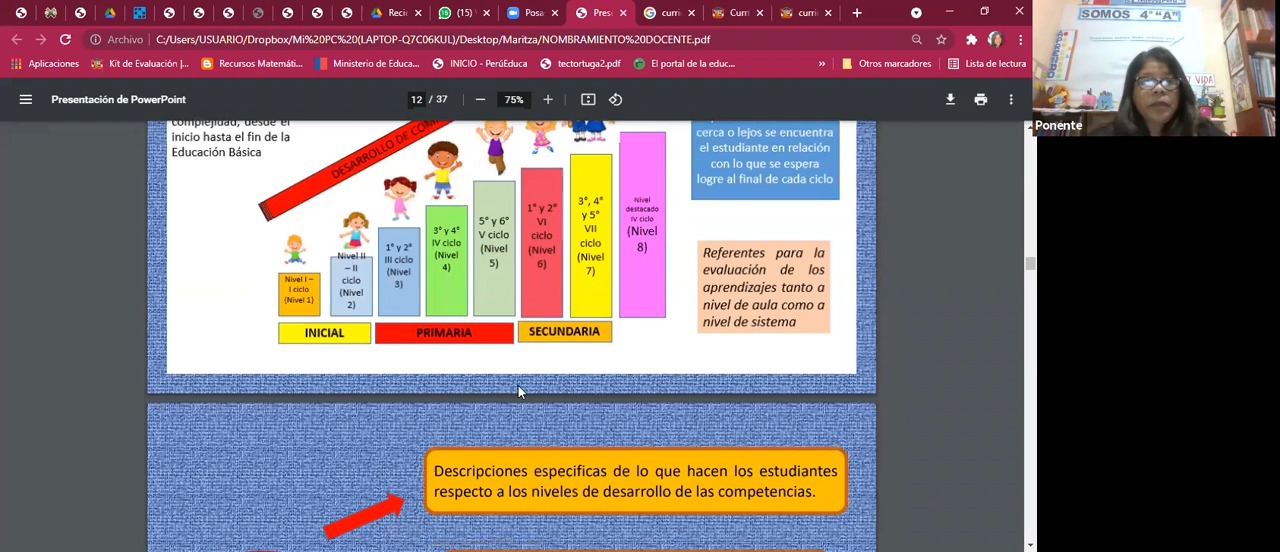 Reci
(15)
Posa
Pres
curri
Curri
curri
Archivo
C:/Users/USUARIO/Dropbox/Mi%20PC%20(LAPTOP-Q7C06KUL)/Desktop/Maritza/NOMBRAMIENTO%20DOCENTE.pdf
Aplicaciones
Kit de Evaluación |...
Recursos Matemáti...
Ministerio de Educa...
INICIO - PerúEduca
tectortuga2.pdf
El portal de la educ...
»
Otros marcadores
Lista de lectura
Presentación de PowerPoint
12 / 37
75%
SOMOS 4° "A"
Y VIDA
Ponente
complejidad, desde el
inicio hasta el fin de la
Educación Básica
DESARROLLO DE COM
cerca o lejos se encuentra
el estudiante en relación
con lo que se espera
logre al final de cada ciclo
Nivel I –
I ciclo
(Nivel 1)
Nivel II
– II
ciclo
(Nivel
2)
1° y 2°
III ciclo
(Nivel
3)
3° y 4°
IV ciclo
(Nivel
4)
5° y 6°
V ciclo
(Nivel
5)
1° y 2°
VI
ciclo
(Nivel
6)
3°, 4°
y 5°
VII
ciclo
(Nivel
7)
Nivel
destacado
IV ciclo
(Nivel
8)
INICIAL
PRIMARIA
SECUNDARIA
Referentes para la
evaluación de los
aprendizajes tanto a
nivel de aula como a
nivel de sistema
Descripciones especificas de lo que hacen los estudiantes
respecto a los niveles de desarrollo de las competencias.